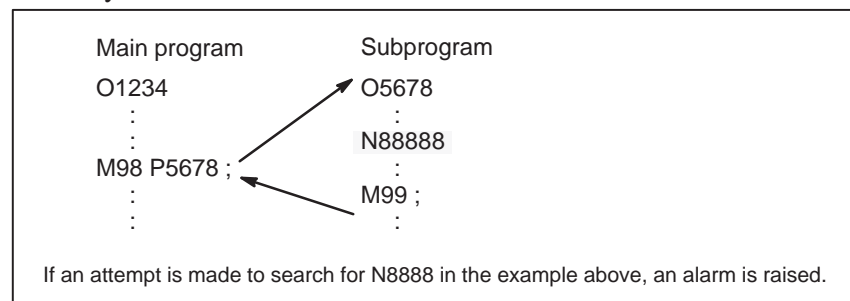 Main program Subprogram
O1234 O5678
: :
: N88888
M98 P5678 ; :
: M99 ;
: :
If an attempt is made to search for N8888 in the example above, an alarm is raised.